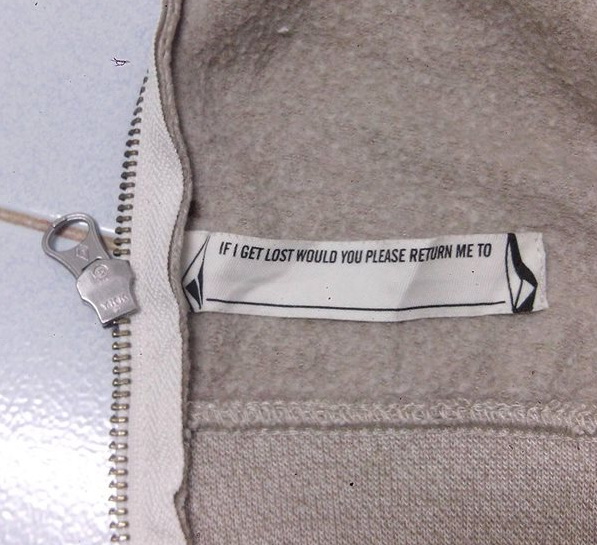 IF I GET LOST WOULD YOU PLEASE RETURN ME TO